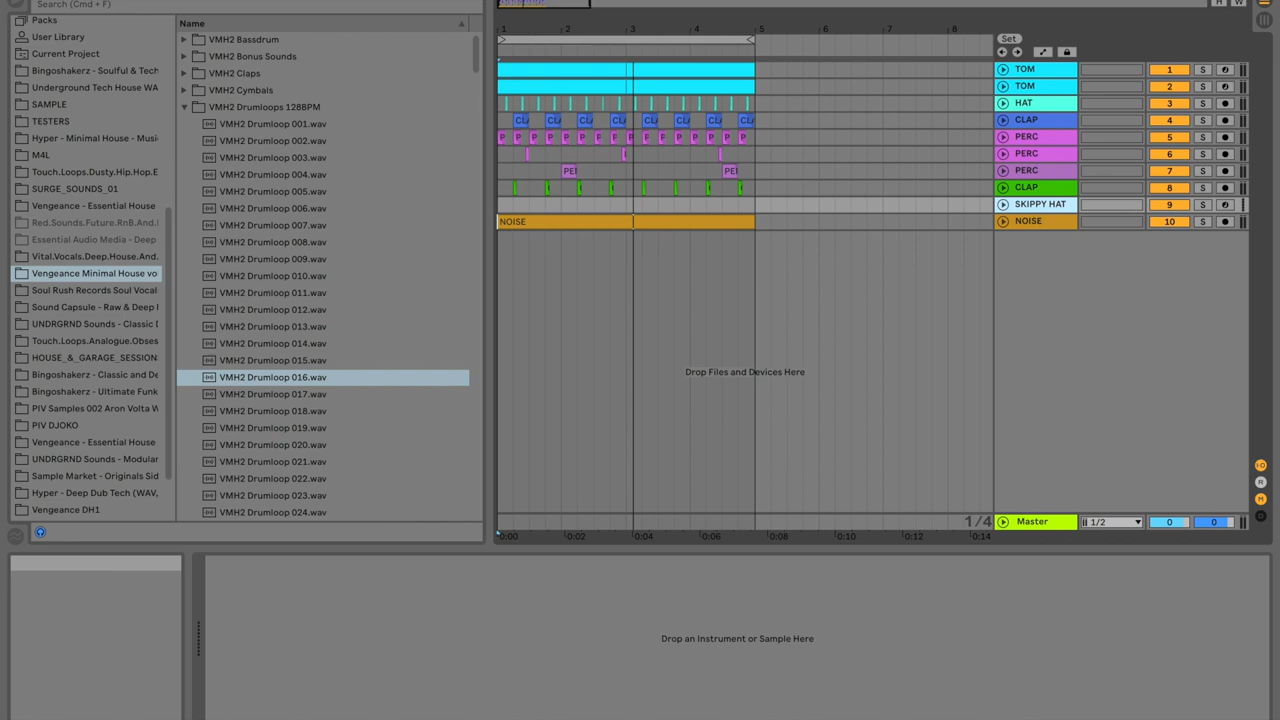 Search (Cmd + F)
H W
Packs
User Library
Current Project
Bingoshakerz - Soulful & Tech
Underground Tech House WA
SAMPLE
TESTERS
Hyper - Minimal House - Musi
M4L
Touch.Loops.Dusty.Hip.Hop.E
SURGE_SOUNDS_01
Vengeance - Essential House
Red.Sounds.Future.RnB.And.I
Essential Audio Media - Deep
Vital.Vocals.Deep.House.And.
Vengeance Minimal House vo
Soul Rush Records Soul Vocal
Sound Capsule - Raw & Deep I
UNDRGRND Sounds - Classic D
Touch.Loops.Analogue.Obses
HOUSE_&_GARAGE_SESSION
Bingoshakerz - Classic and De
Bingoshakerz - Ultimate Funk
PIV Samples 002 Aron Volta W
PIV DJOKO
Vengeance - Essential House
UNDRGRND Sounds - Modular
Sample Market - Originals Sid
Hyper - Deep Dub Tech (WAV,
Vengeance DH1
Name
VMH2 Bassdrum
VMH2 Bonus Sounds
VMH2 Claps
VMH2 Cymbals
VMH2 Drumloops 128BPM
VMH2 Drumloop 001.wav
VMH2 Drumloop 002.wav
VMH2 Drumloop 003.wav
VMH2 Drumloop 004.wav
VMH2 Drumloop 005.wav
VMH2 Drumloop 006.wav
VMH2 Drumloop 007.wav
VMH2 Drumloop 008.wav
VMH2 Drumloop 009.wav
VMH2 Drumloop 010.wav
VMH2 Drumloop 011.wav
VMH2 Drumloop 012.wav
VMH2 Drumloop 013.wav
VMH2 Drumloop 014.wav
VMH2 Drumloop 015.wav
VMH2 Drumloop 016.wav
VMH2 Drumloop 017.wav
VMH2 Drumloop 018.wav
VMH2 Drumloop 019.wav
VMH2 Drumloop 020.wav
VMH2 Drumloop 021.wav
VMH2 Drumloop 022.wav
VMH2 Drumloop 023.wav
VMH2 Drumloop 024.wav
1 2 3 4 5 6 7 8
Set
TOM 1 S
TOM 2 S
HAT 3 S
CL CL CL CL CL CL CL CL CLAP 4 S
P P P P P P P P P P P P P P P P PERC 5 S
PERC 6 S
PE PE PERC 7 S
CLAP 8 S
SKIPPY HAT 9 S
NOISE NOISE 10 S
Drop Files and Devices Here
1/4 Master 1/2 0 0
0:00 0:02 0:04 0:06 0:08 0:10 0:12 0:14
I·O
R
M
D
Drop an Instrument or Sample Here